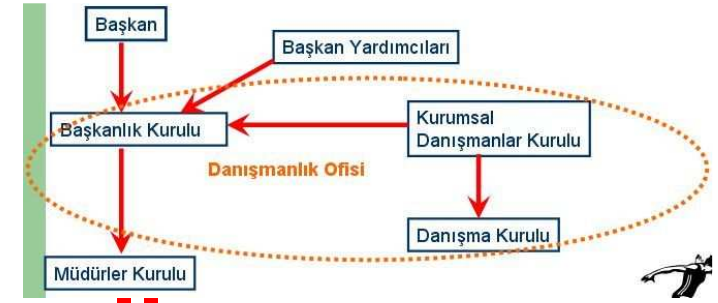 Başkan
Başkan Yardımcıları
Başkanlık Kurulu
Kurumsal
Danışmanlar Kurulu
Danışmanlık Ofisi
Danışma Kurulu
Müdürler Kurulu